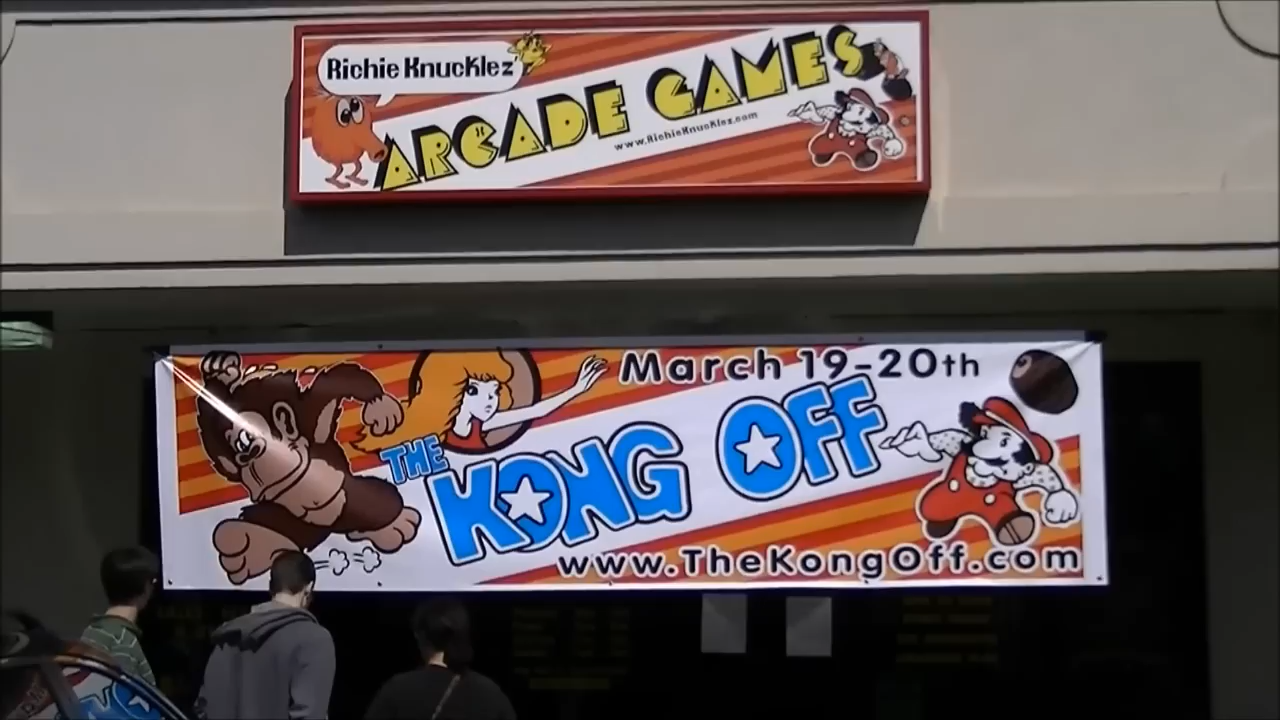 Richie Knucklez'
ARCADE GAMES
www.RichieKnucklez.com
March 19-20th
THE
KONG OFF
www.TheKongOff.com